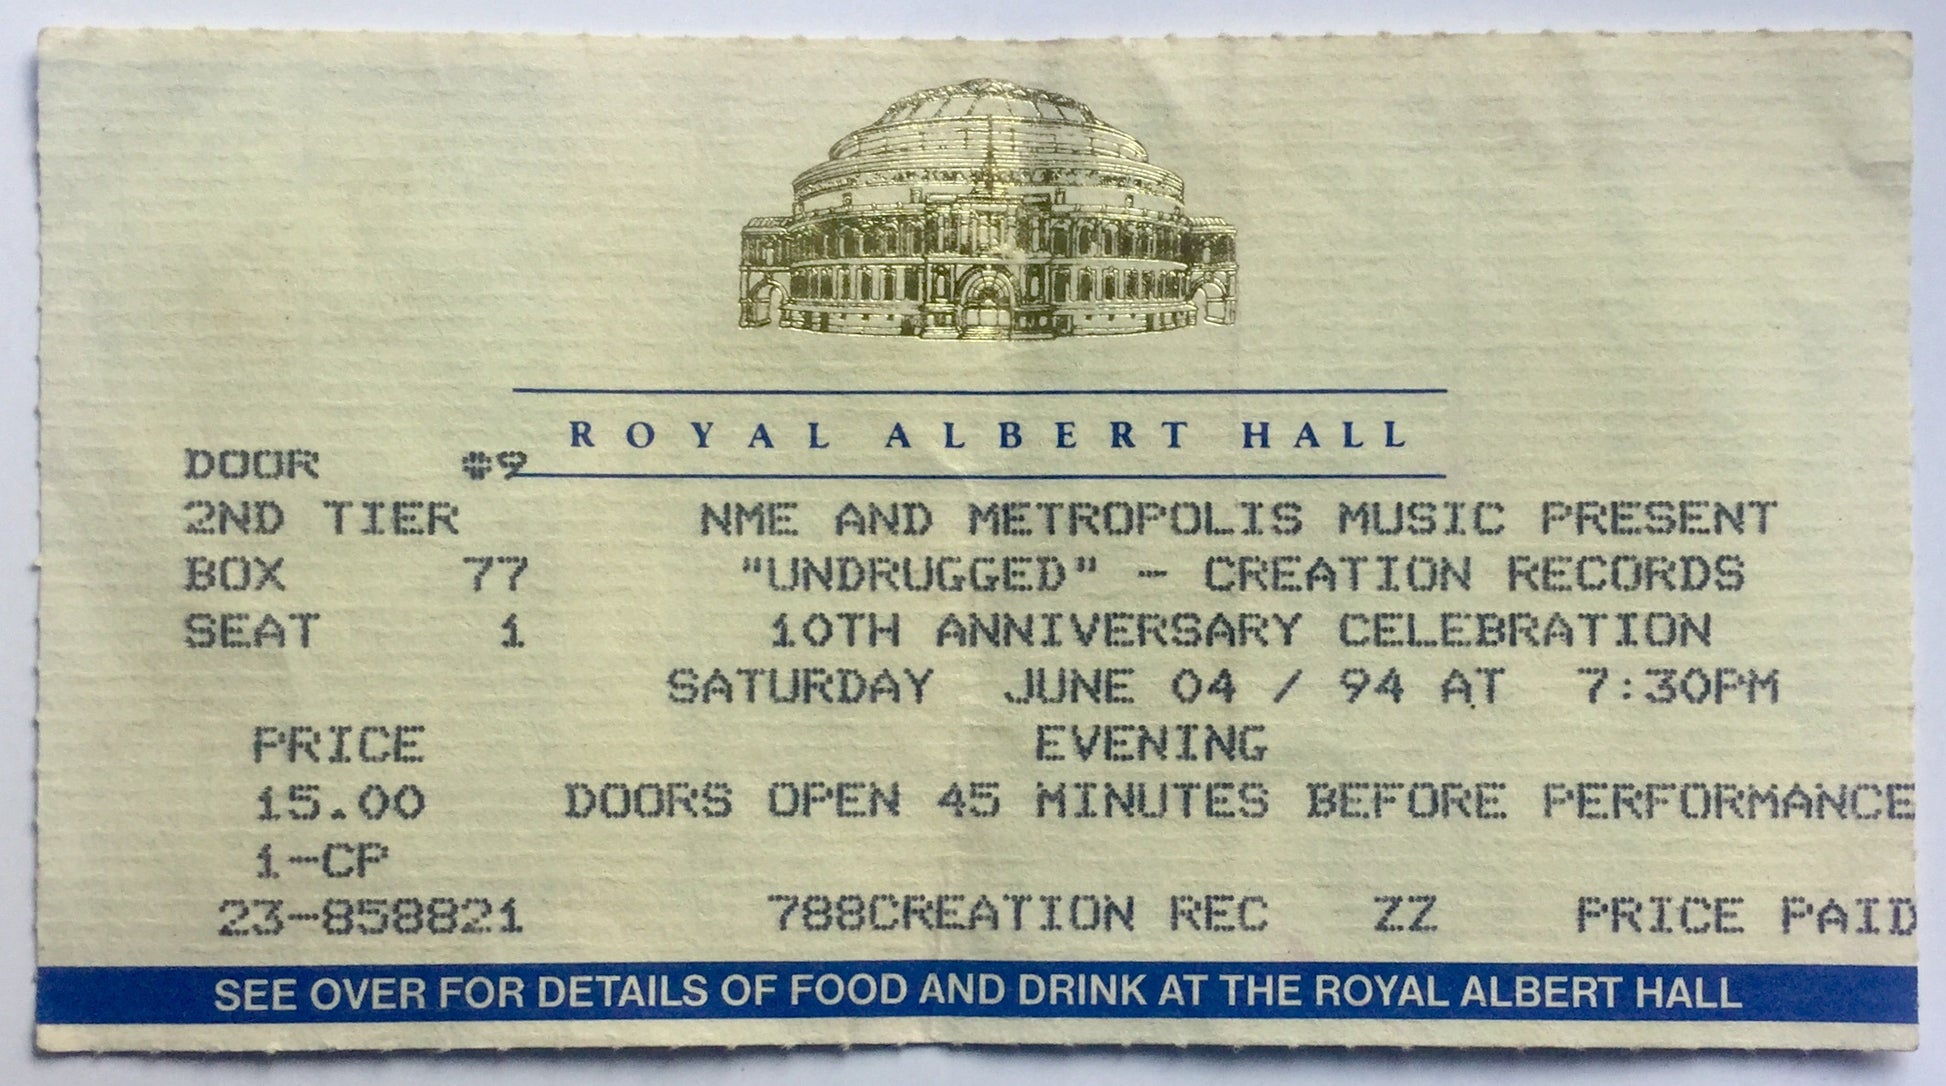 ROYAL ALBERT HALL
DOOR #9
2ND TIER NME AND METROPOLIS MUSIC PRESENT
BOX 77 "UNDRUGGED" - CREATION RECORDS
SEAT 1 10TH ANNIVERSARY CELEBRATION
SATURDAY JUNE 04 / 94 AT 7:30PM
PRICE EVENING
15.00 DOORS OPEN 45 MINUTES BEFORE PERFORMANCE
1-CP
23-858821 788CREATION REC ZZ PRICE PAID
SEE OVER FOR DETAILS OF FOOD AND DRINK AT THE ROYAL ALBERT HALL